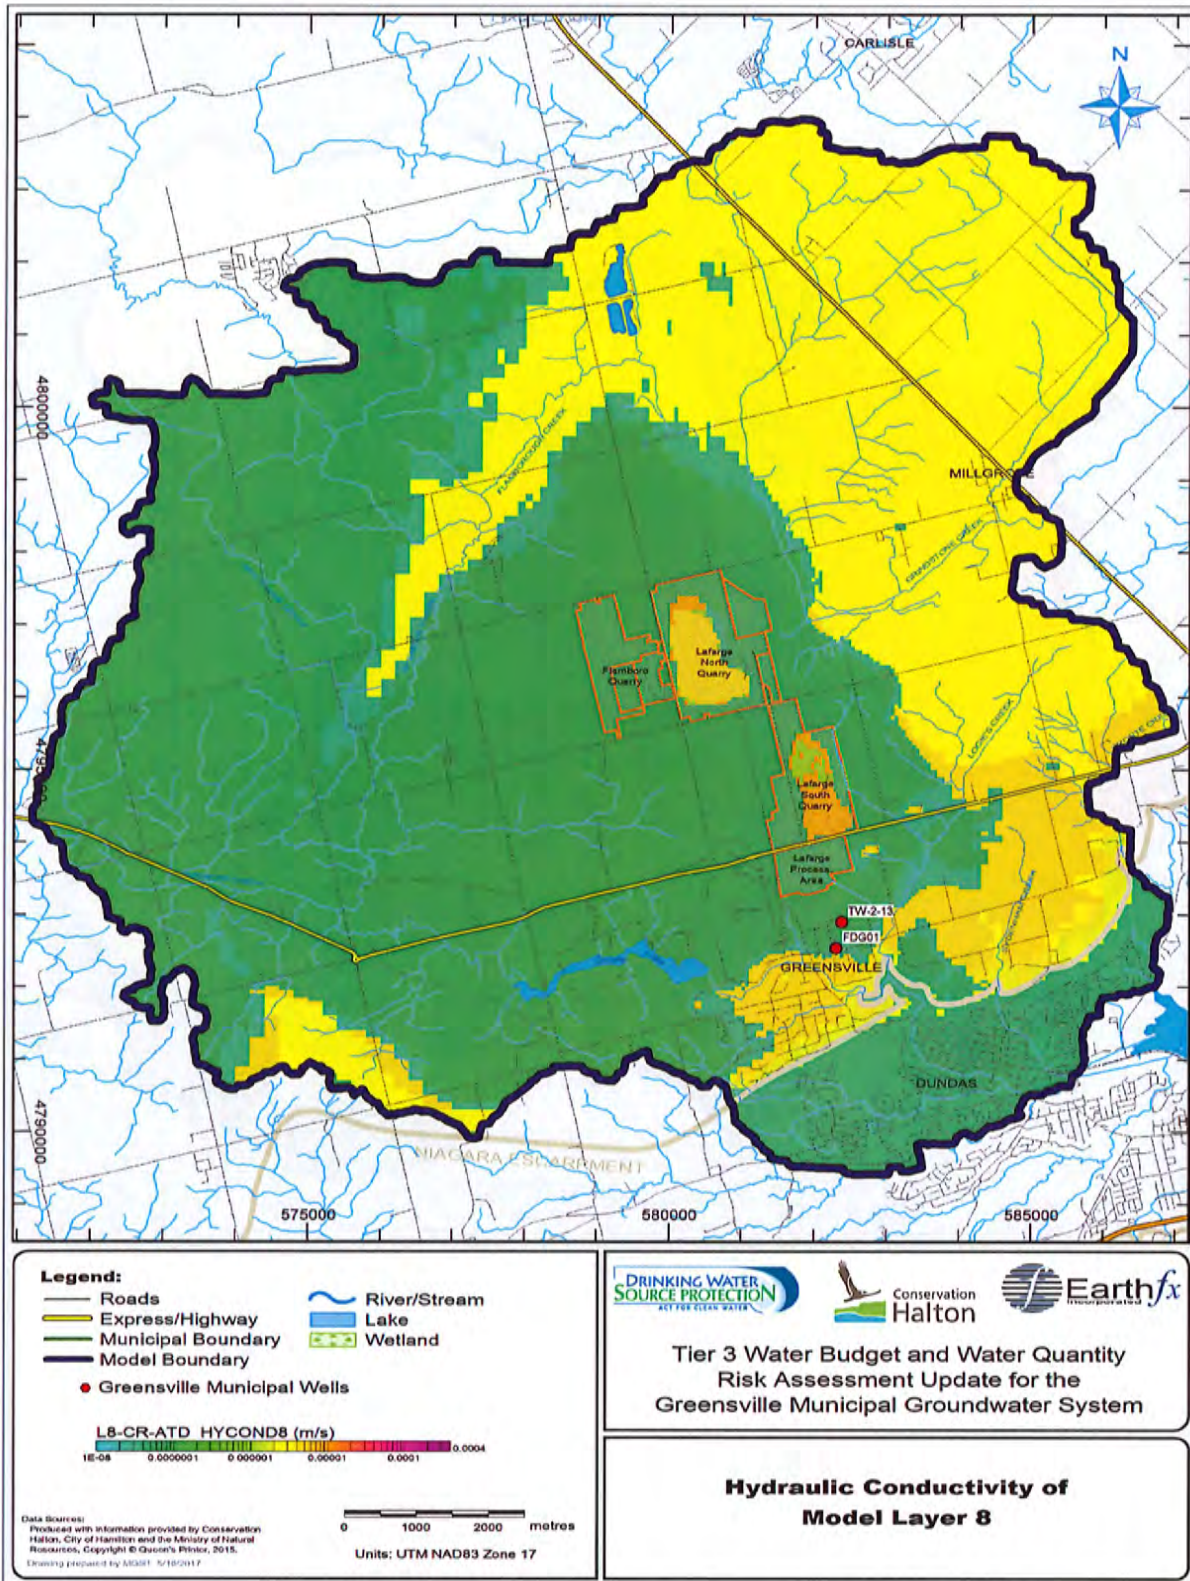 CARLISLE
N
4800000
FLAMBOROUGH CREEK
MILLGROVE
GRINDSTONE CREEK
Flamboro
Quarry
Lafarge
North
Quarry
LOGIE'S CREEK
Lafarge
South
Quarry
Lafarge
Process
Area
TW-2-13
FDG01
GREENSVILLE
DUNDAS
4790000
NIAGARA ESCARPMENT
575000
580000
585000
Legend:
Roads
Express/Highway
Municipal Boundary
Model Boundary
River/Stream
Lake
Wetland
Greensville Municipal Wells
L8-CR-ATD_HYCOND8 (m/s)
1E-08 0.0000001 0.000001 0.00001 0.0001 0.0004
Data Sources:
Produced with information provided by Conservation
Halton, City of Hamilton and the Ministry of Natural
Resources, Copyright © Queen's Printer, 2015.
Drawing prepared by 5/18/2017
0 1000 2000 metres
Units: UTM NAD83 Zone 17
DRINKING WATER
SOURCE PROTECTION
ACT FOR CLEAN WATER
Conservation
Halton
Earthfx
Incorporated
Tier 3 Water Budget and Water Quantity
Risk Assessment Update for the
Greensville Municipal Groundwater System
Hydraulic Conductivity of
Model Layer 8